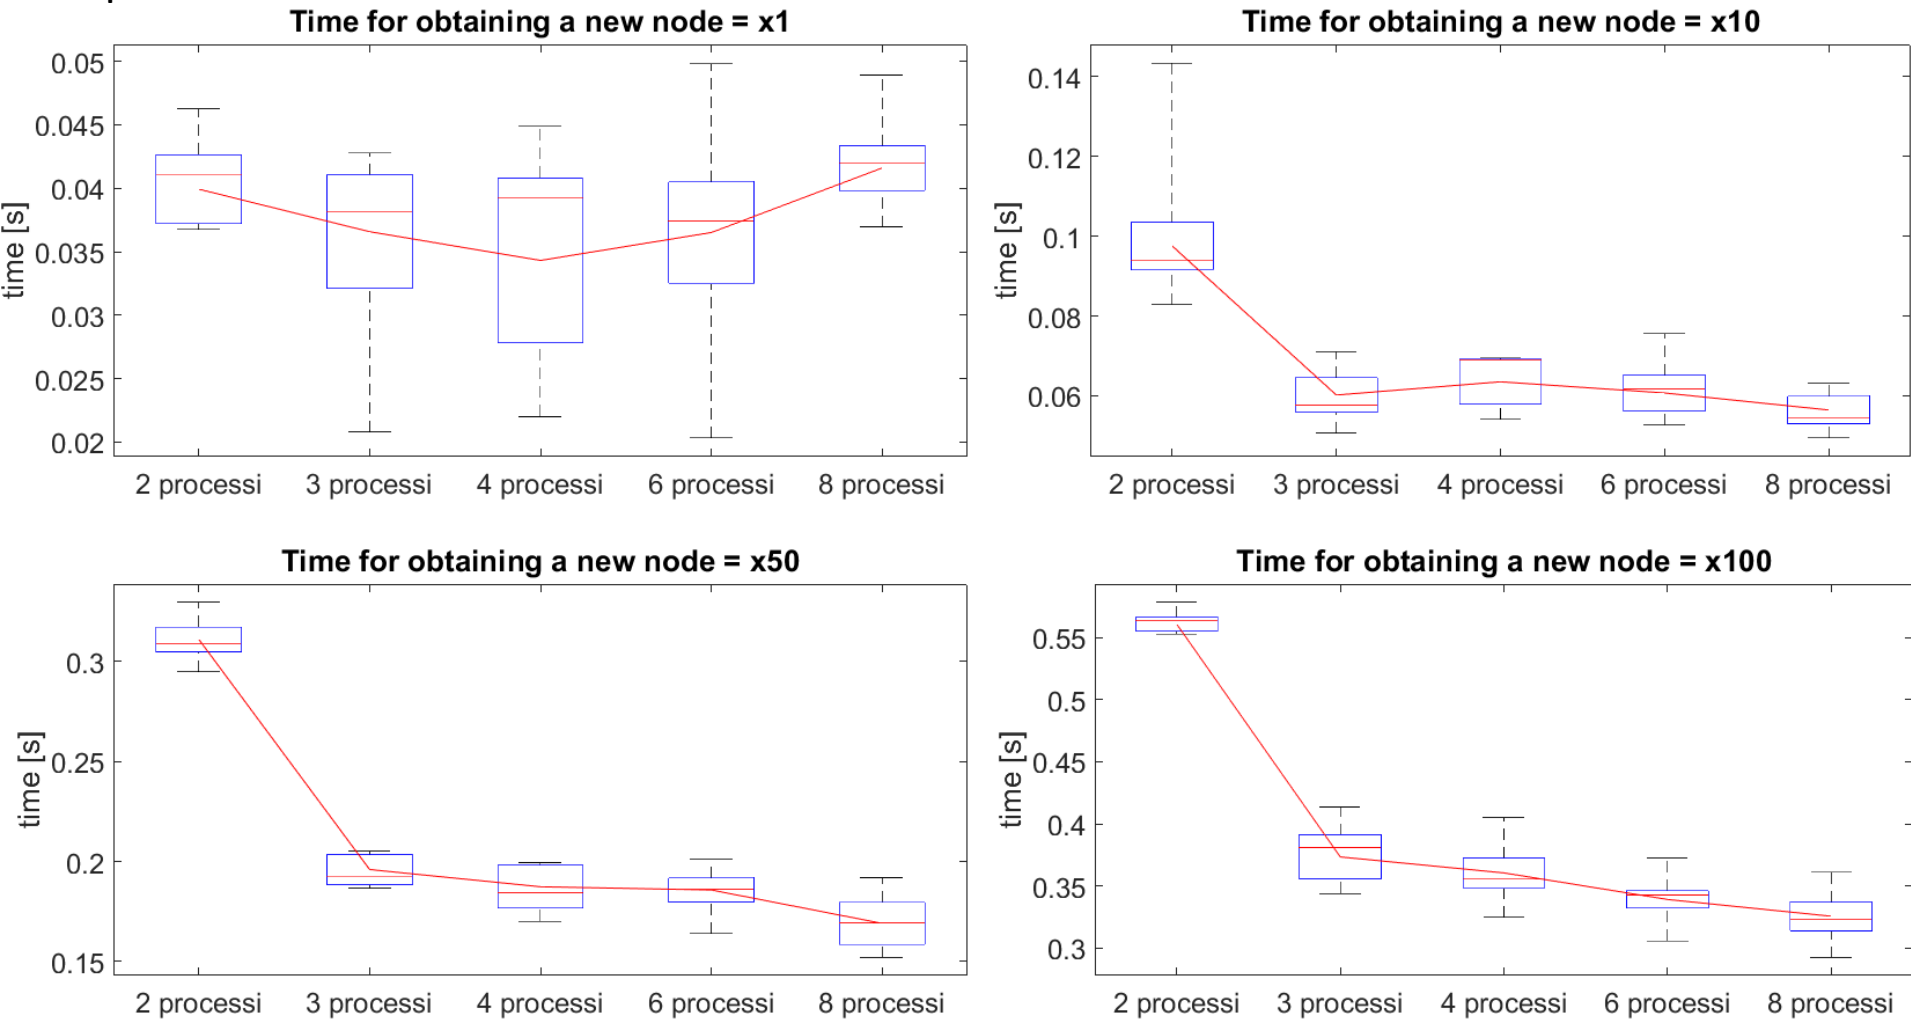 Time for obtaining a new node = x1
time [s]
0.05
0.045
0.04
0.035
0.03
0.025
0.02
2 processi 3 processi 4 processi 6 processi 8 processi
Time for obtaining a new node = x10
time [s]
0.14
0.12
0.1
0.08
0.06
2 processi 3 processi 4 processi 6 processi 8 processi
Time for obtaining a new node = x50
time [s]
0.3
0.25
0.2
0.15
2 processi 3 processi 4 processi 6 processi 8 processi
Time for obtaining a new node = x100
time [s]
0.55
0.5
0.45
0.4
0.35
0.3
2 processi 3 processi 4 processi 6 processi 8 processi